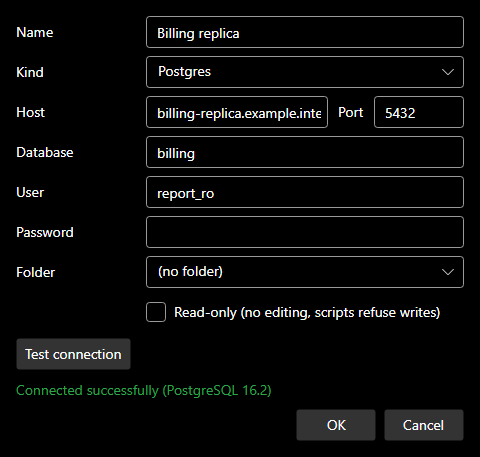 Name Billing replica
Kind Postgres
Host billing-replica.example.inte Port 5432
Database billing
User report_ro
Password
Folder (no folder)
Read-only (no editing, scripts refuse writes)
Test connection
Connected successfully (PostgreSQL 16.2)
OK Cancel